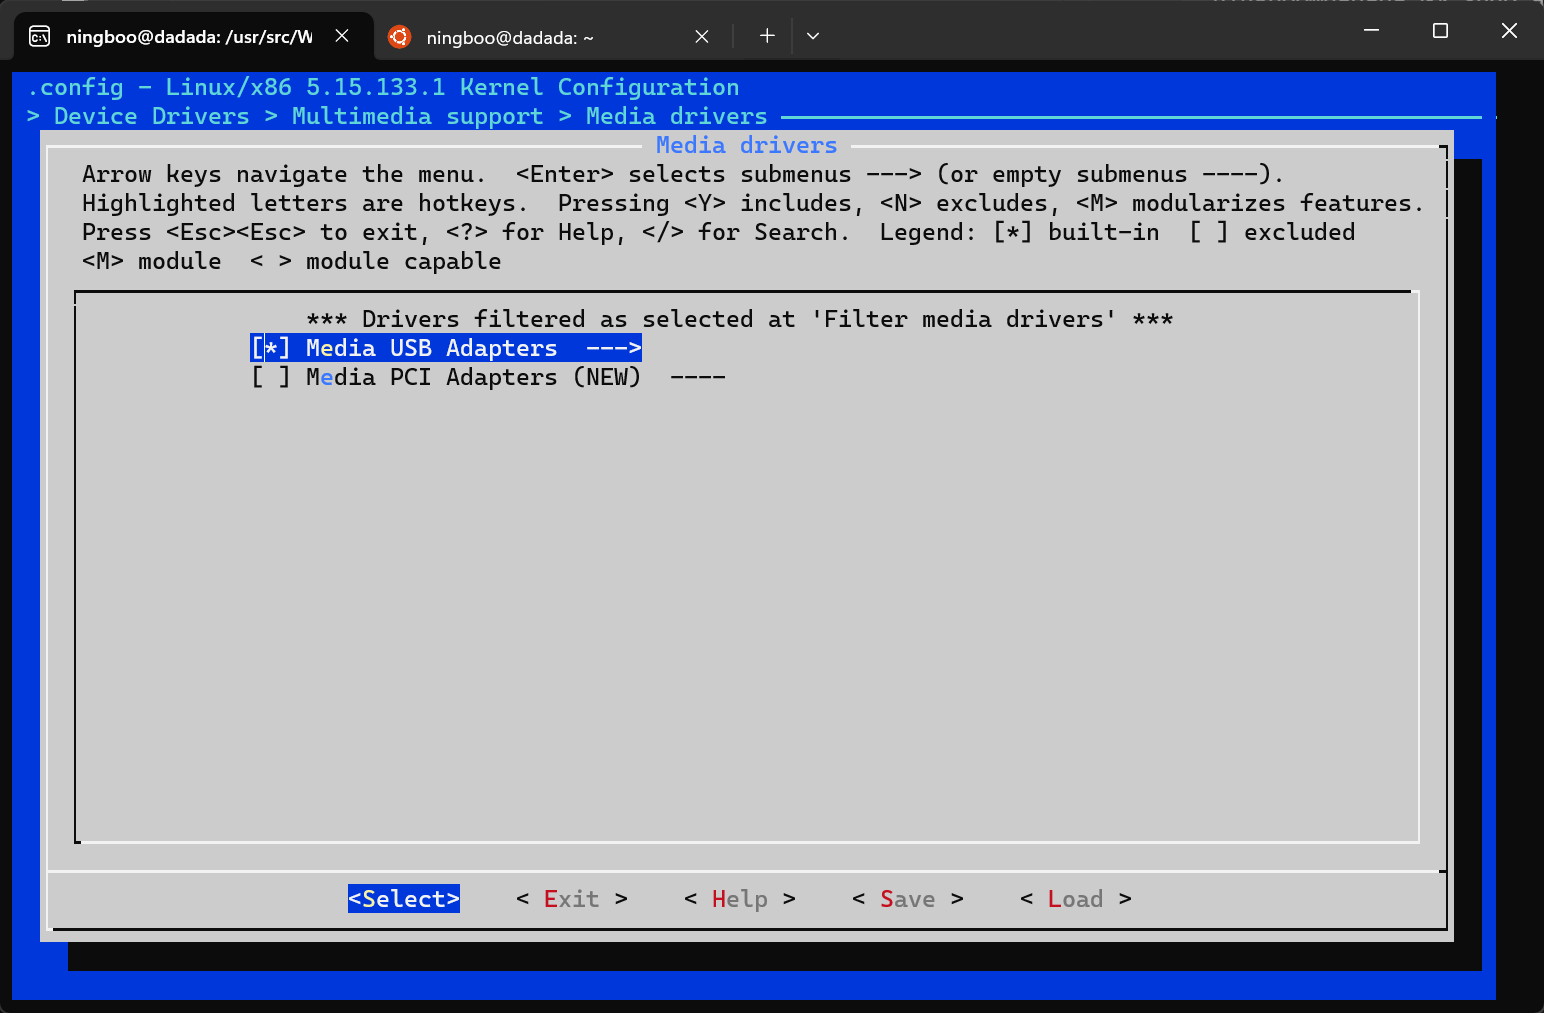 ningboo@dadada: /usr/src/W
ningboo@dadada: ~
.config - Linux/x86 5.15.133.1 Kernel Configuration
> Device Drivers > Multimedia support > Media drivers
Media drivers
Arrow keys navigate the menu.  <Enter> selects submenus ---> (or empty submenus ----).
Highlighted letters are hotkeys.  Pressing <Y> includes, <N> excludes, <M> modularizes features.
Press <Esc><Esc> to exit, <?> for Help, </> for Search.  Legend: [*] built-in  [ ] excluded
<M> module  < > module capable
*** Drivers filtered as selected at 'Filter media drivers' ***
[*] Media USB Adapters  --->
[ ] Media PCI Adapters (NEW)  ----
<Select>    < Exit >    < Help >    < Save >    < Load >